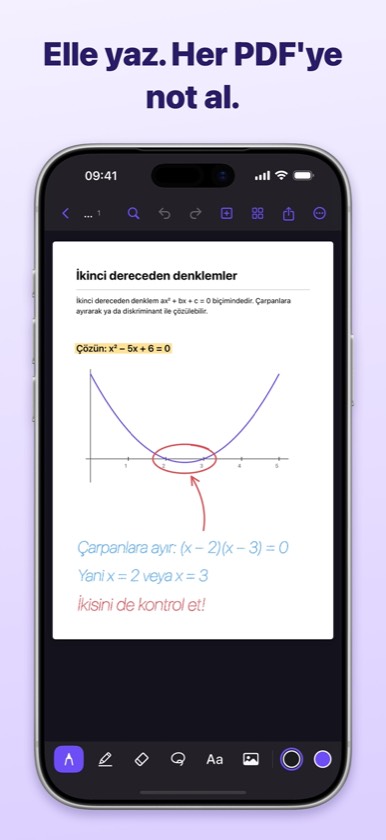 Elle yaz. Her PDF'ye
not al.
09:41
... 1
İkinci dereceden denklemler
İkinci dereceden denklem ax² + bx + c = 0 biçimindedir. Çarpanlara
ayırarak ya da diskriminant ile çözülebilir.
Çözün: x² – 5x + 6 = 0
1 2 3 4 5
Çarpanlara ayır: (x – 2)(x – 3) = 0
Yani x = 2 veya x = 3
İkisini de kontrol et!
Aa